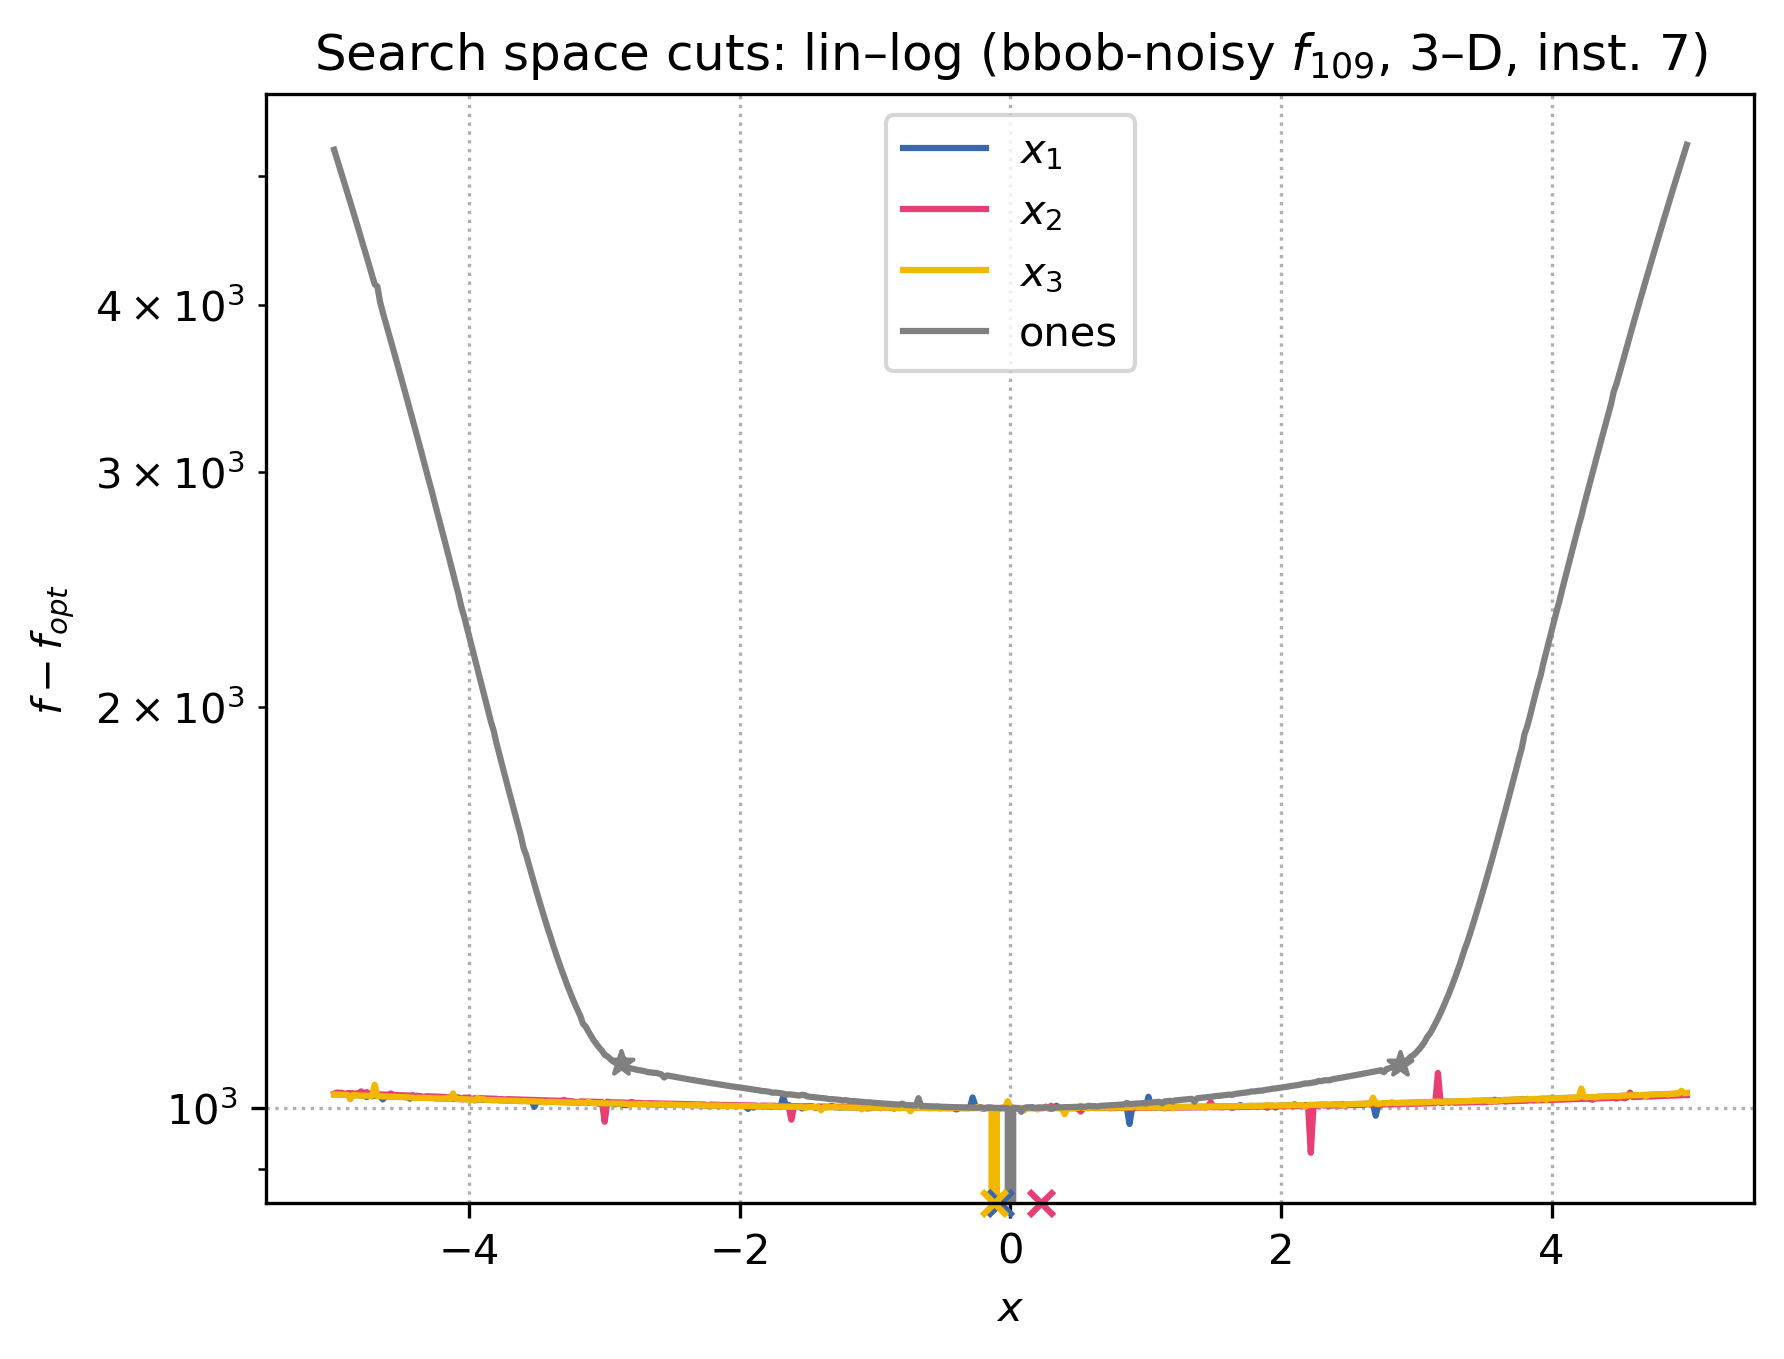 Search space cuts: lin–log (bbob-noisy f₁₀₉, 3–D, inst. 7)
x₁
x₂
x₃
ones
4 × 10³
3 × 10³
2 × 10³
10³
f − fₒₚₜ
−4 −2 0 2 4
x